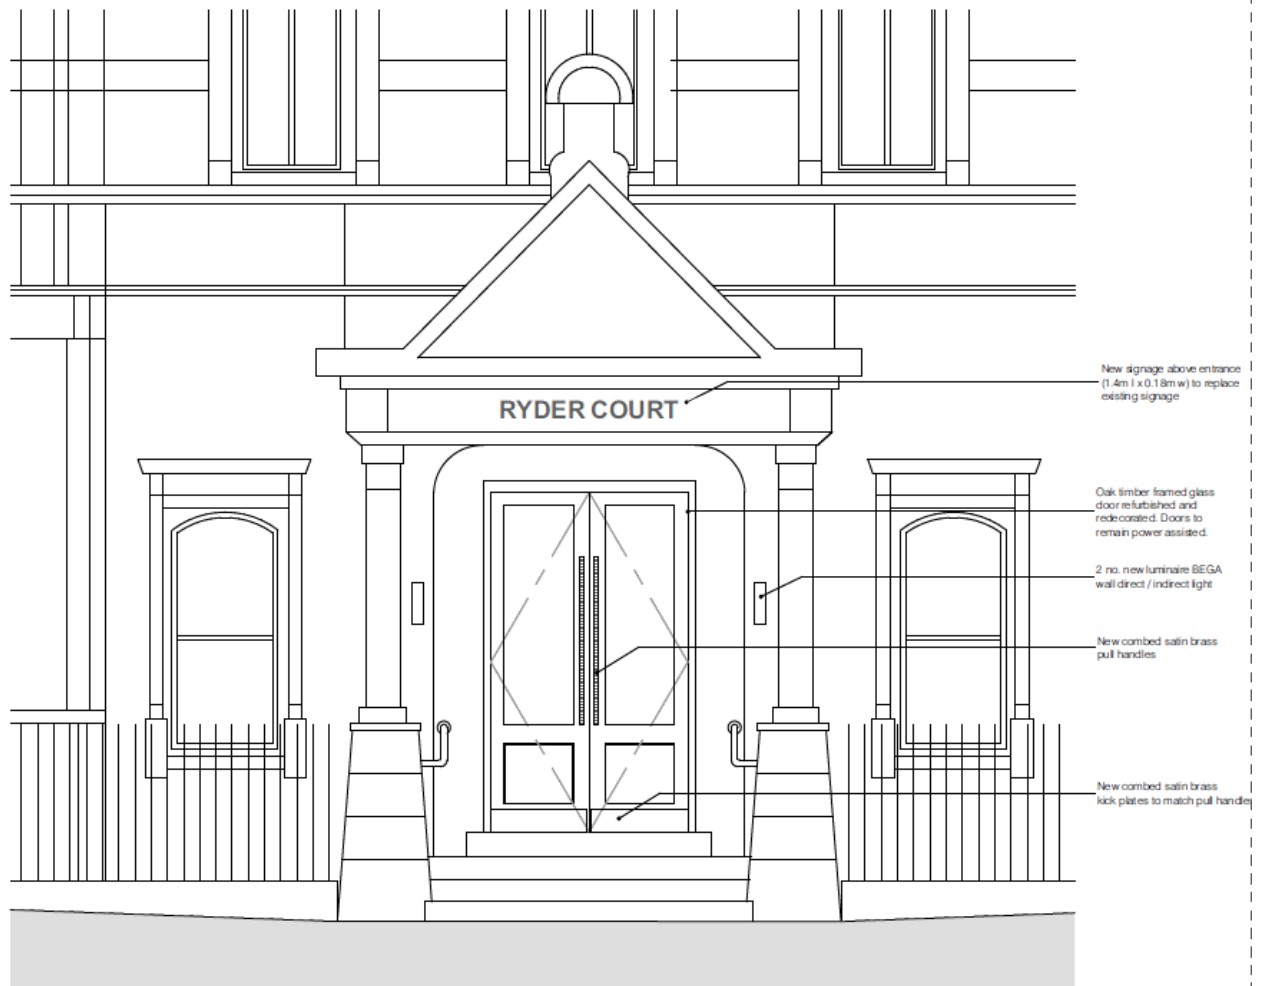 New signage above entrance
(1.4m l x 0.18m w) to replace
existing signage
RYDER COURT
Oak timber framed glass
door refurbished and
redecorated. Doors to
remain power assisted.
2 no. new luminaire BEGA
wall direct / indirect light
New combed satin brass
pull handles
New combed satin brass
kick plates to match pull handle